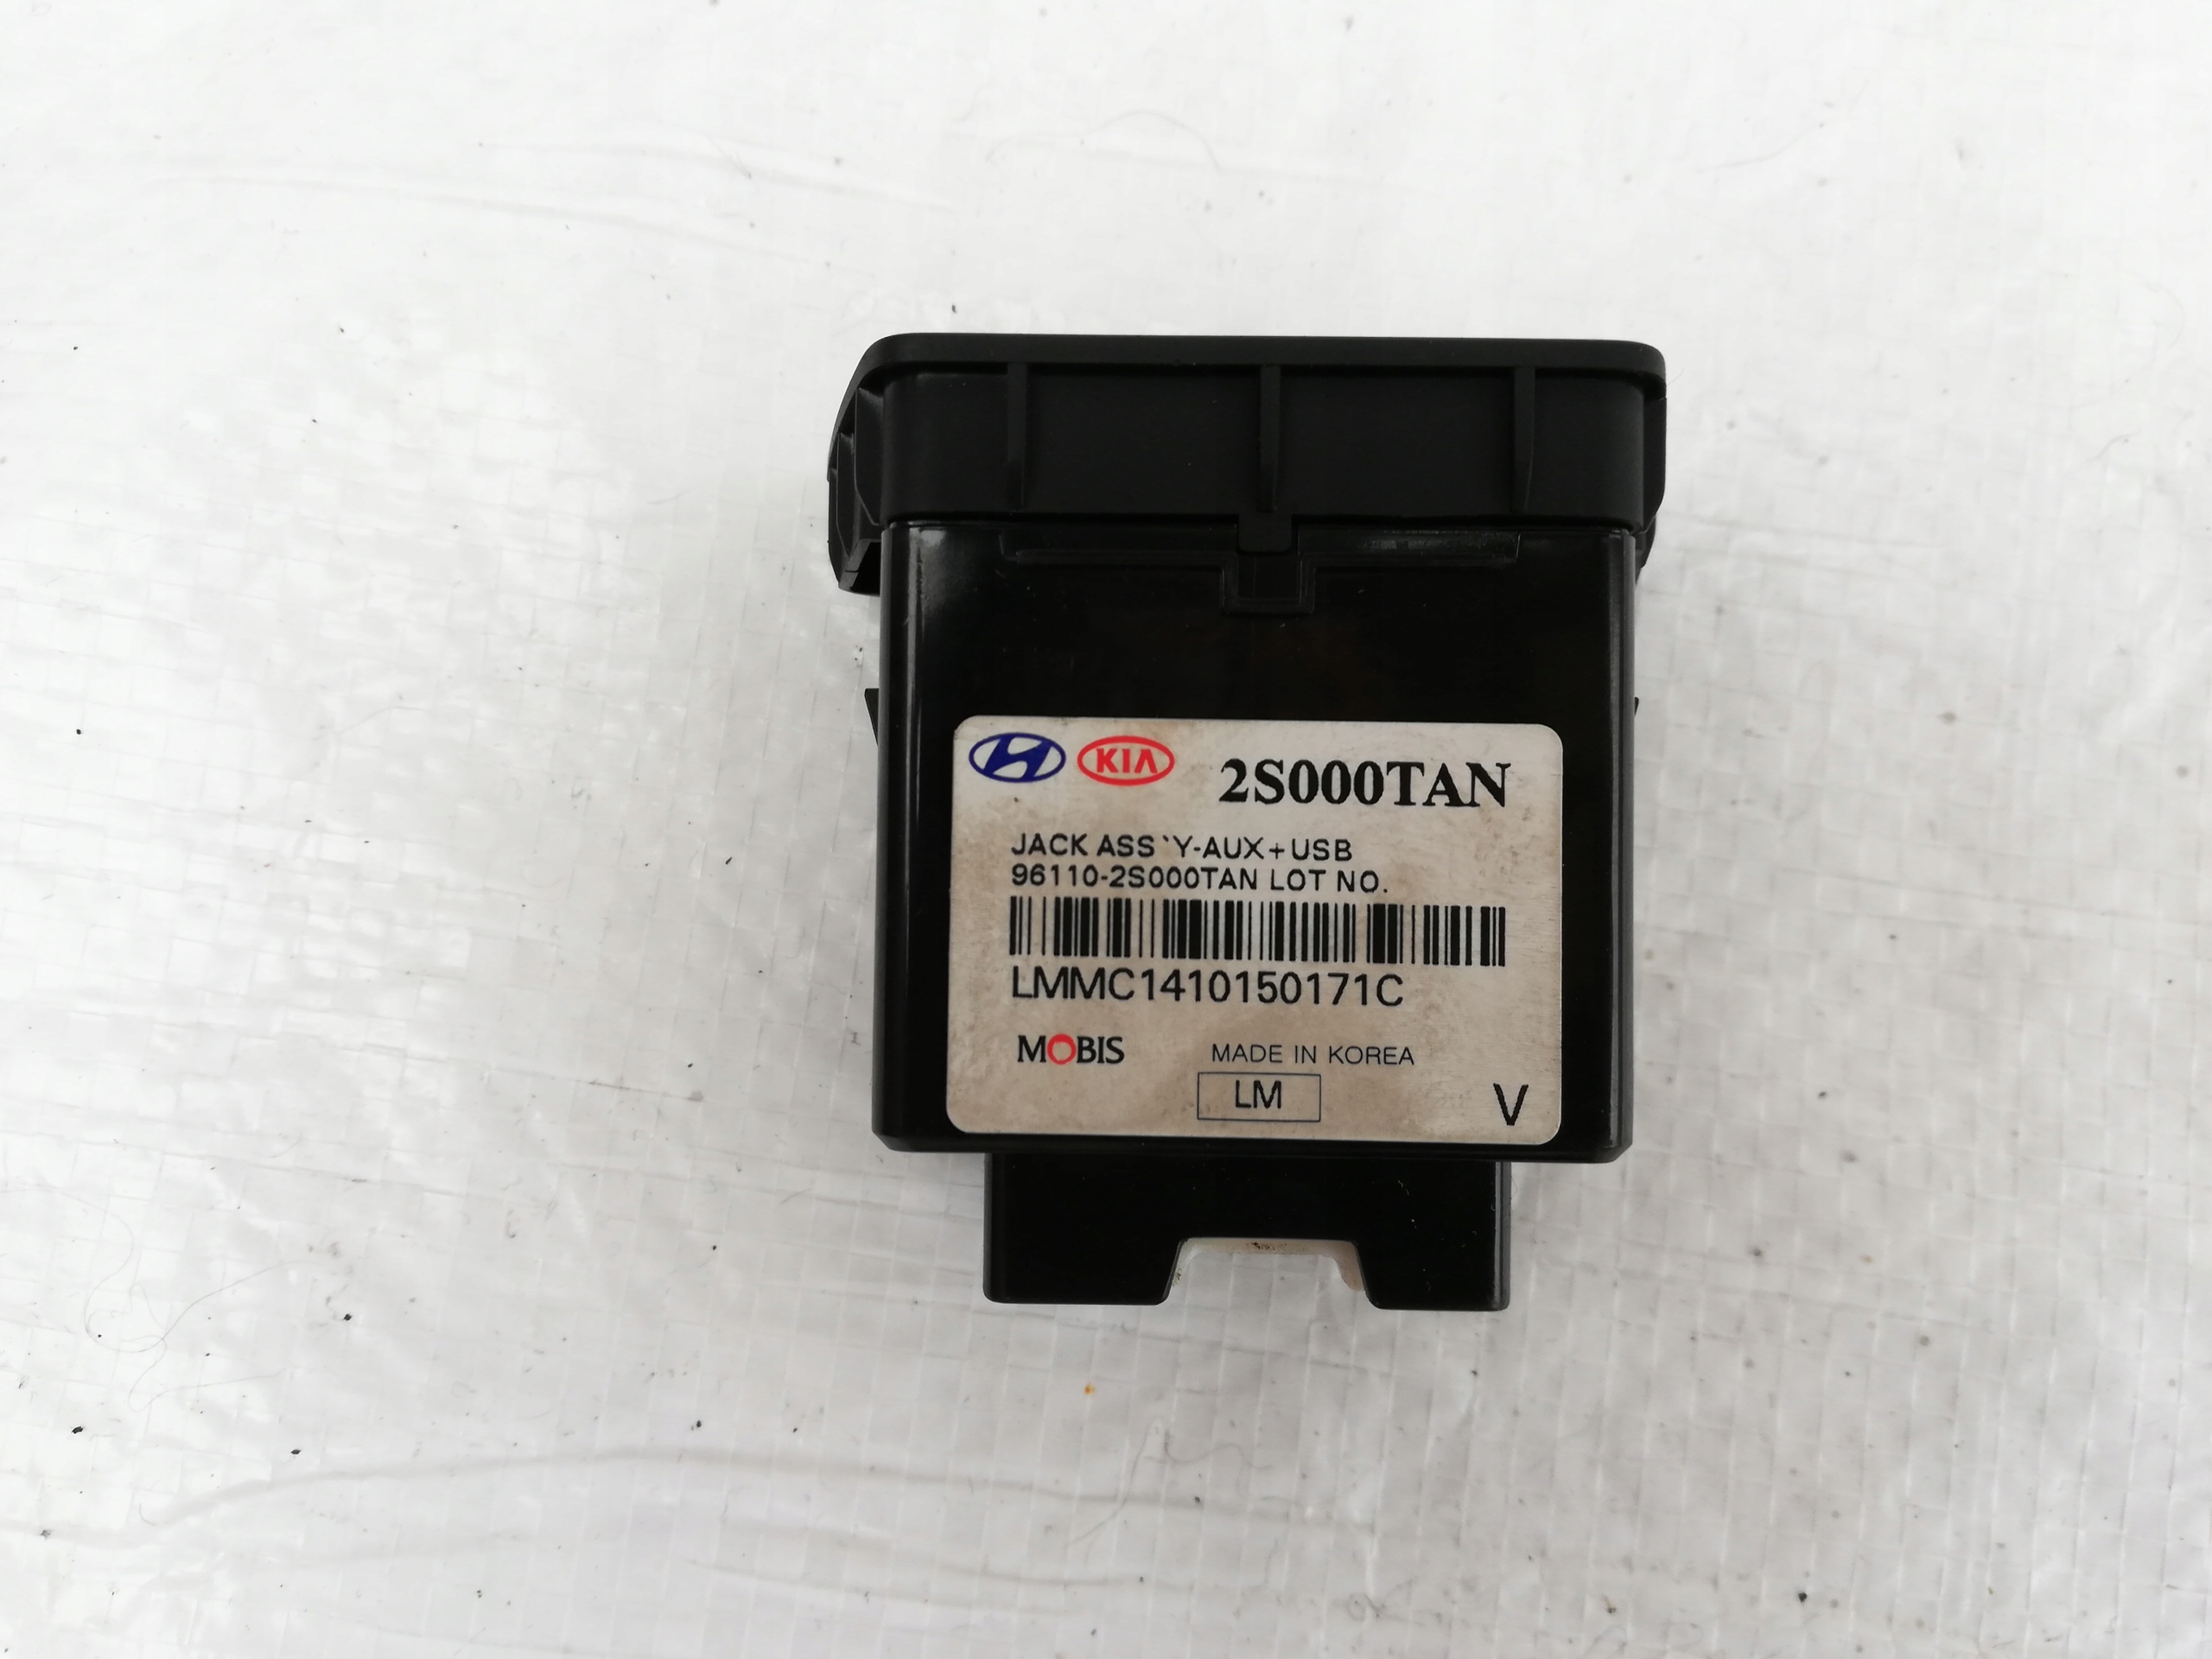 KIA 2S000TAN
JACK ASS`Y-AUX+USB
96110-2S000TAN LOT NO.
LMMC1410150171C
MOBIS MADE IN KOREA
LM
V